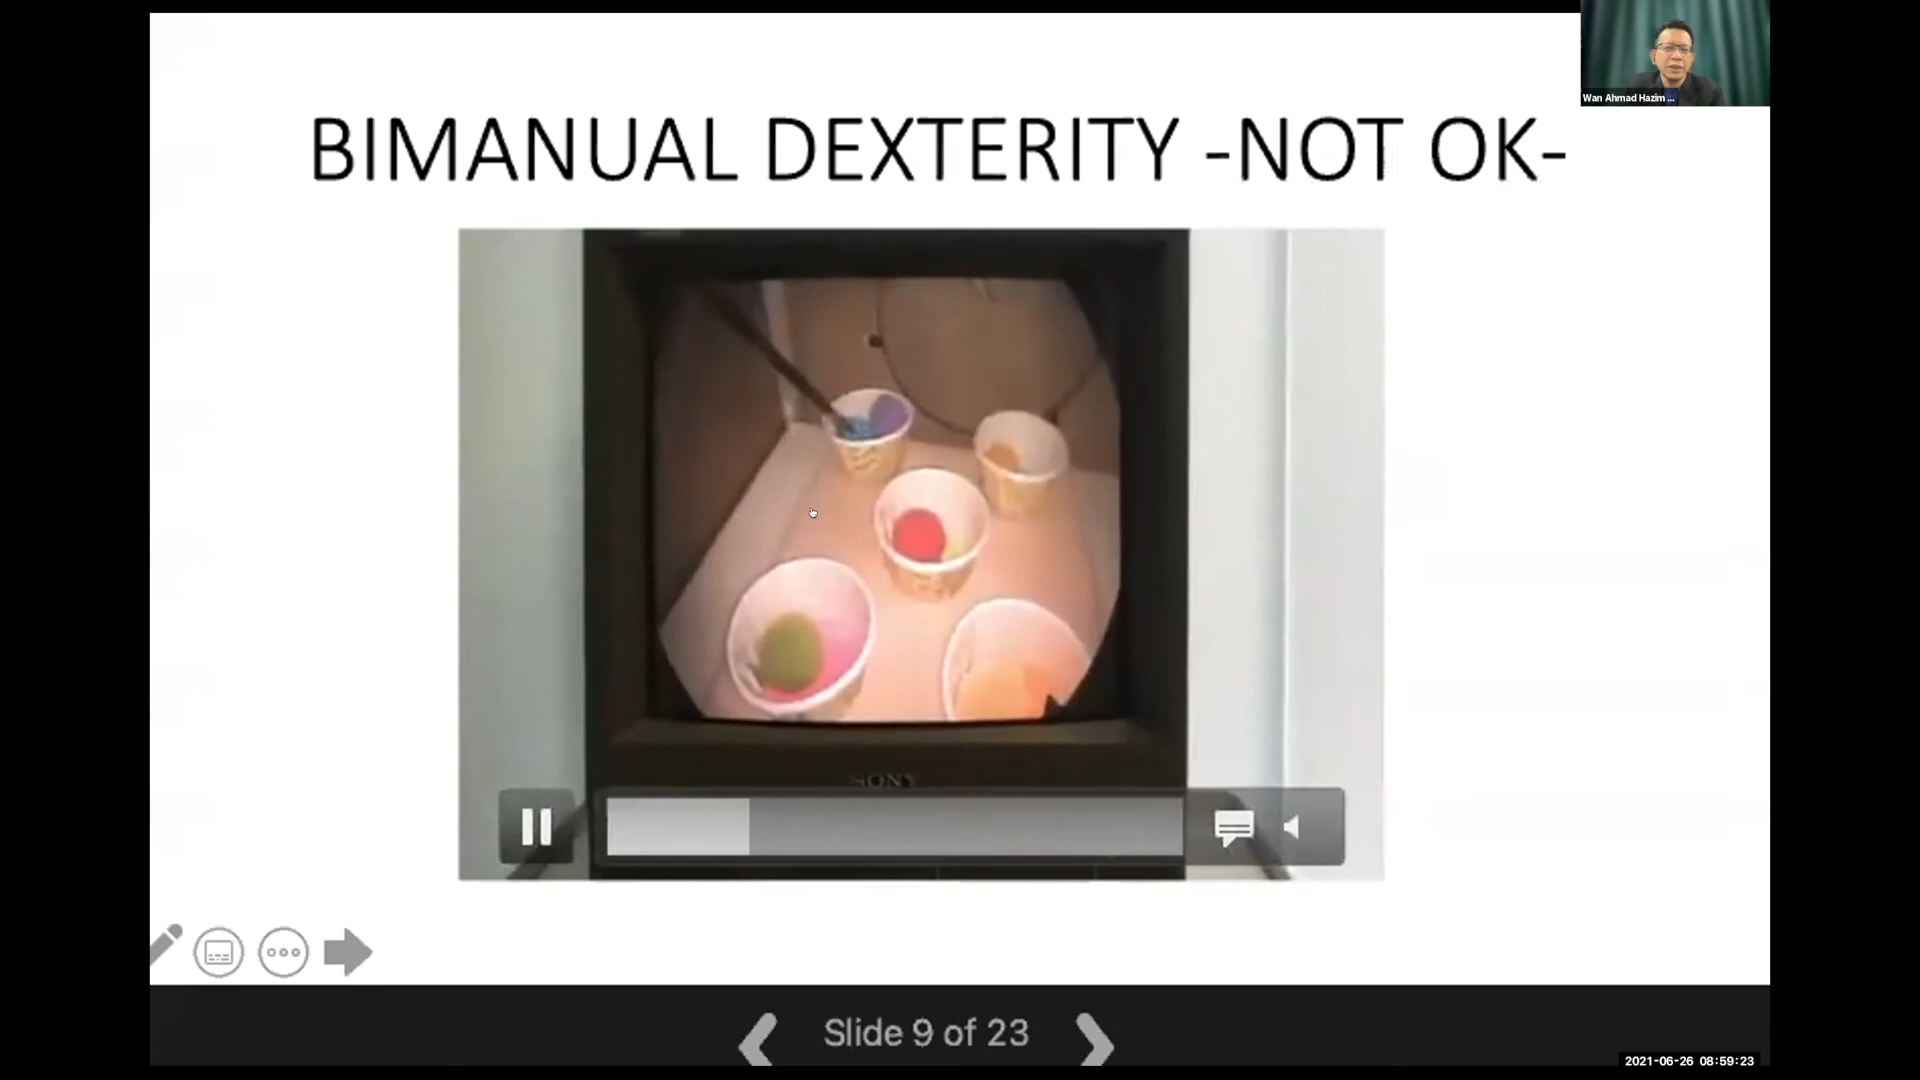 Wan Ahmad Hazim ...
BIMANUAL DEXTERITY -NOT OK-
SONY
Slide 9 of 23
2021-06-26 08:59:23